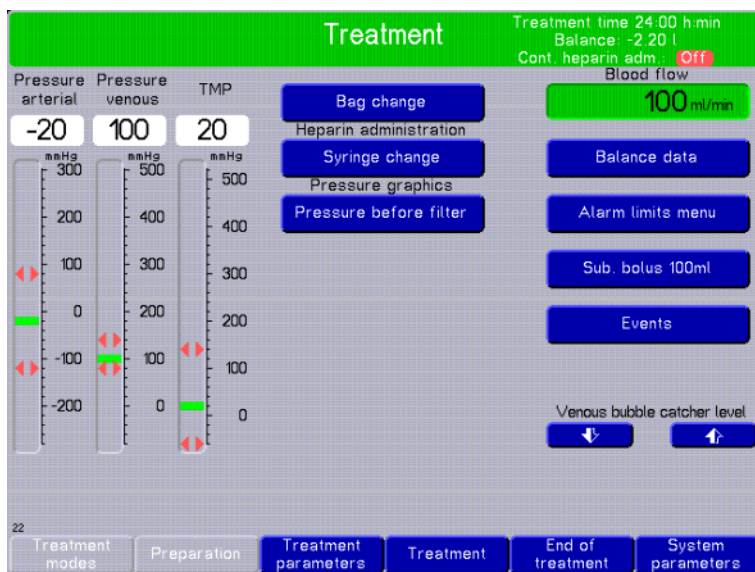 Treatment
Treatment time 24:00 h:min
Balance: -2.20 l
Cont. heparin adm.: Off
Pressure arterial
Pressure venous
TMP
-20
100
20
mmHg
300
200
100
0
-100
-200
mmHg
500
400
300
200
100
0
mmHg
500
400
300
200
100
0
Bag change
Heparin administration
Syringe change
Pressure graphics
Pressure before filter
Blood flow
100 ml/min
Balance data
Alarm limits menu
Sub. bolus 100ml
Events
Venous bubble catcher level
22
Treatment
modes
Preparation
Treatment
parameters
Treatment
End of
treatment
System
parameters